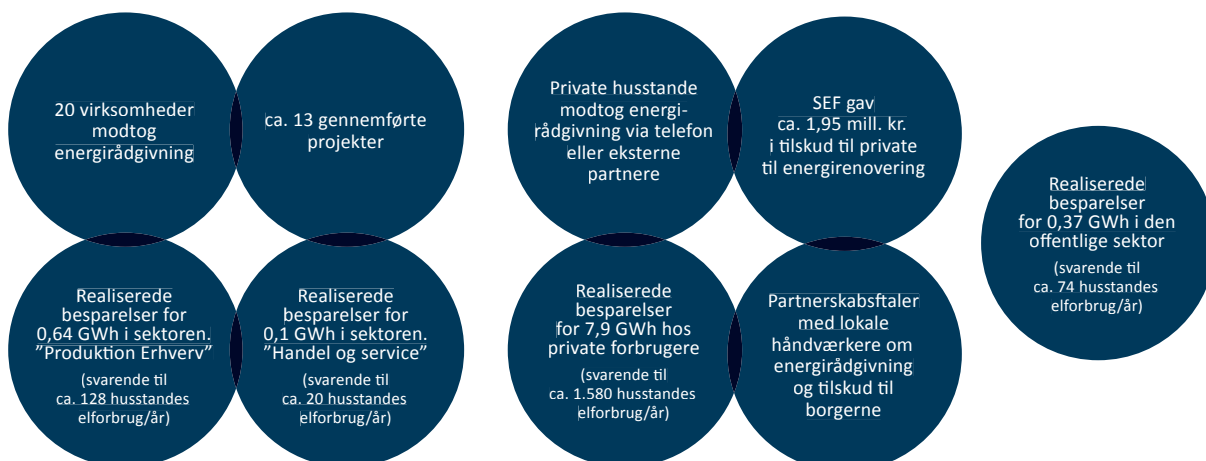 20 virksomheder
modtog
energirådgivning
ca. 13 gennemførte
projekter
Realiserede
besparelser for
0,64 GWh i sektoren.
”Produktion Erhverv”
(svarende til
ca. 128 husstandes
elforbrug/år)
Realiserede
besparelser for
0,1 GWh i sektoren.
”Handel og service”
(svarende til
ca. 20 husstandes
elforbrug/år)
Private husstande
modtog energi-
rådgivning via telefon
eller eksterne
partnere
SEF gav
ca. 1,95 mill. kr.
i tilskud til private
til energirenovering
Realiserede
besparelser
for 7,9 GWh hos
private forbrugere
(svarende til
ca. 1.580 husstandes
elforbrug/år)
Partnerskabsftaler
med lokale
håndværkere om
energirådgivning
og tilskud til
borgerne
Realiserede
besparelser
for 0,37 GWh i den
offentlige sektor
(svarende til
ca. 74 husstandes
elforbrug/år)